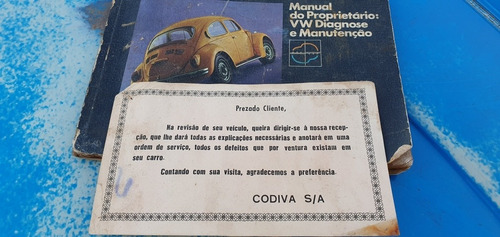 Manual
do Proprietário:
VW Diagnose
e Manutenção
Prezado Cliente,
Na revisão de seu veículo, queira dirigir-se à nossa recep-
ção, que lhe dará todas as explicações necessárias e anotará em uma
ordem de serviço, todos os defeitos que por ventura existam em
seu carro.
Contando com sua visita, agradecemos a preferência.
CODIVA S/A